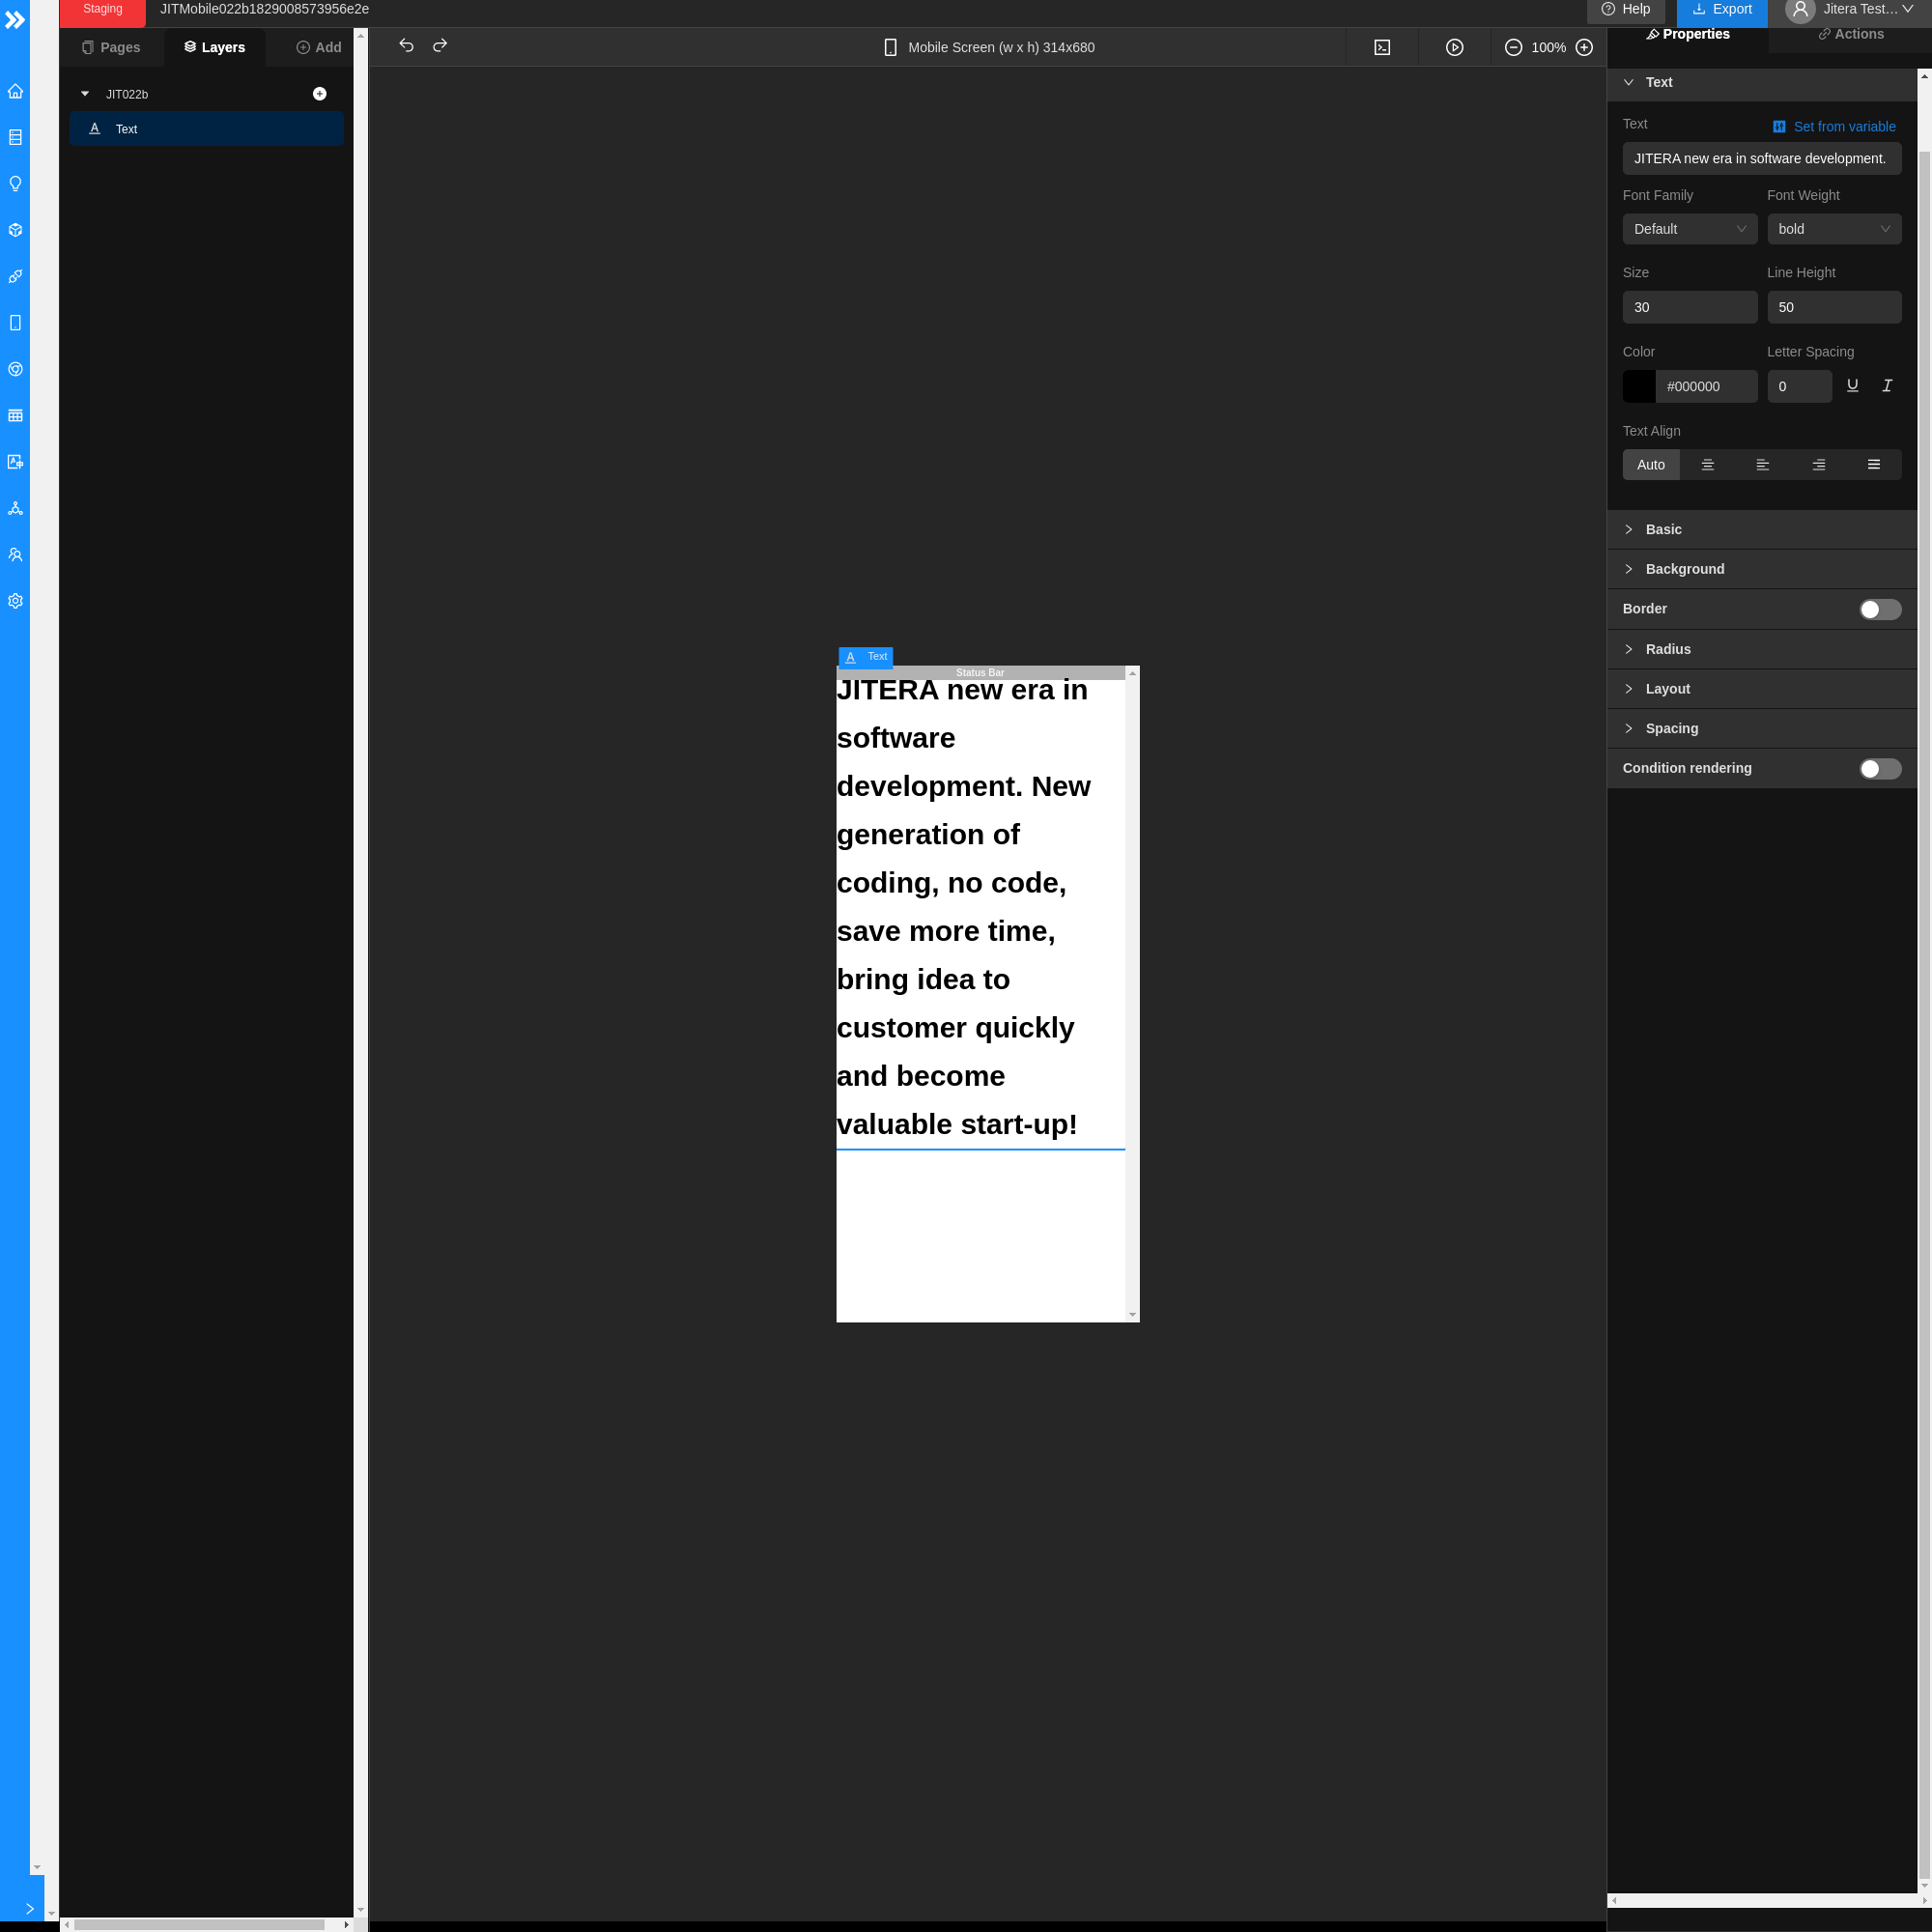 Staging
JITMobile022b1829008573956e2e
Help
Export
Jitera Test...
Pages
Layers
Add
Mobile Screen (w x h) 314x680
100%
Properties
Actions
JIT022b
Text
Text
Text
Set from variable
JITERA new era in software development.
Font Family
Font Weight
Default
bold
Size
Line Height
30
50
Color
Letter Spacing
#000000
0
Text Align
Auto
Basic
Background
Border
Radius
Layout
Spacing
Condition rendering
Text
Status Bar
JITERA new era in
software
development. New
generation of
coding, no code,
save more time,
bring idea to
customer quickly
and become
valuable start-up!